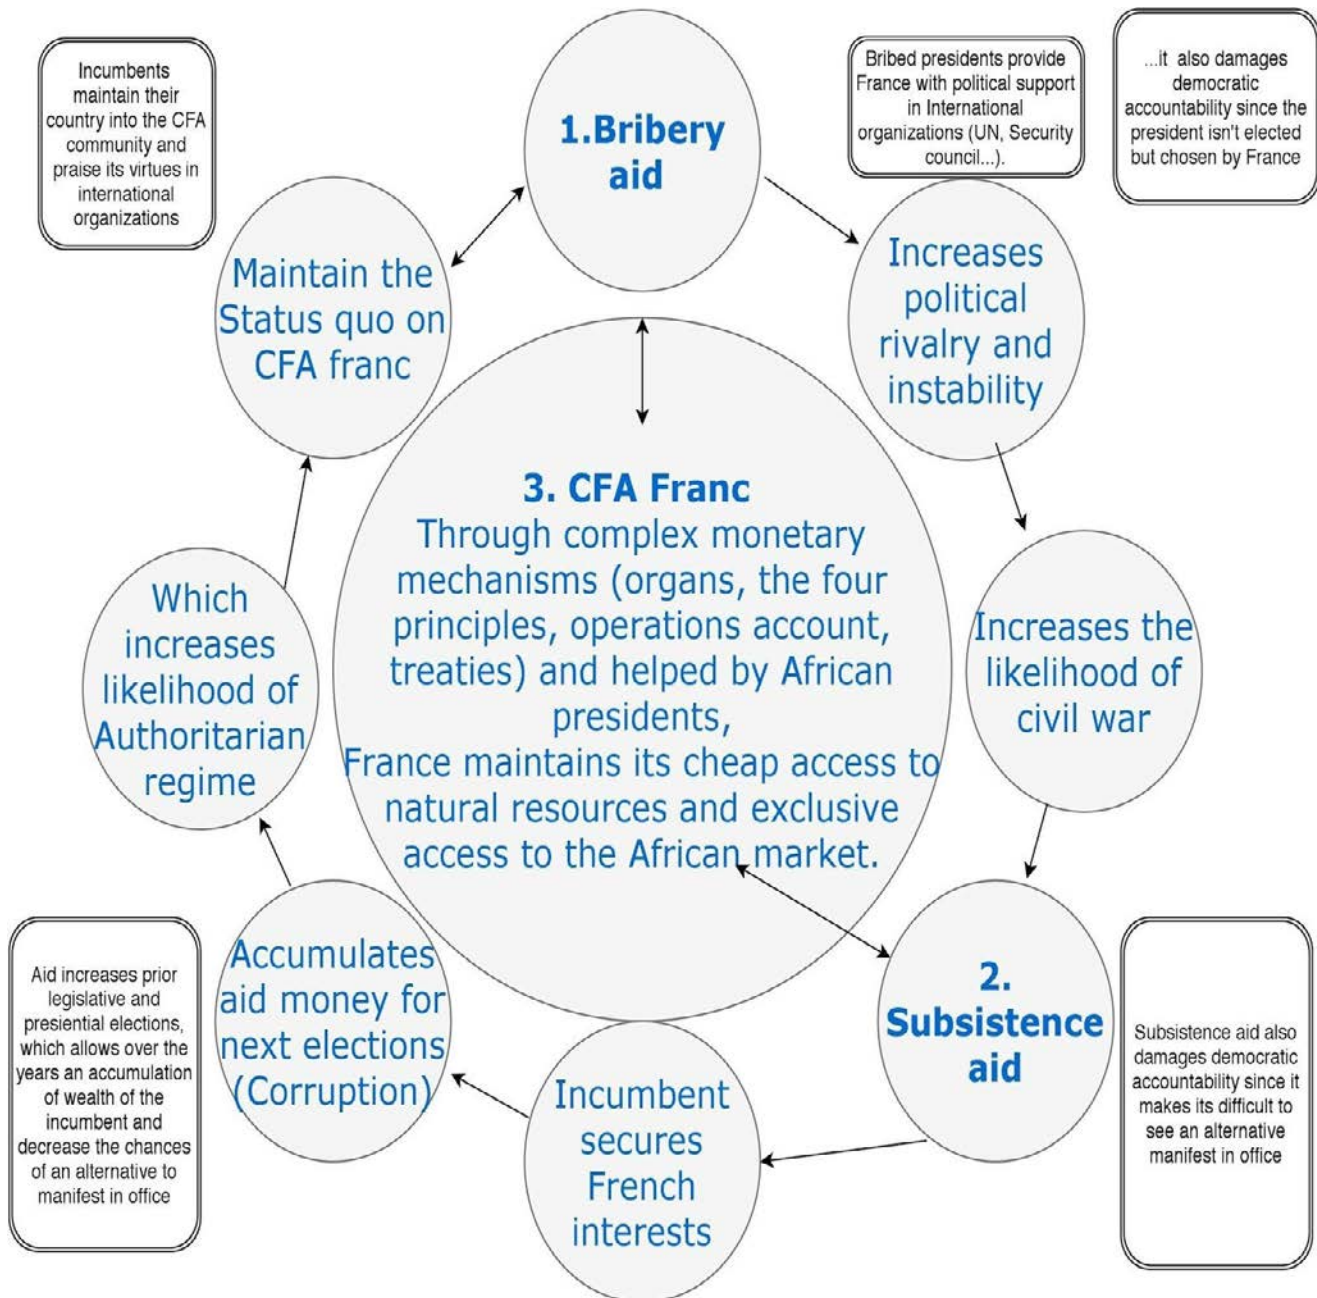 Incumbents
maintain their
country into the CFA
community and
praise its virtues in
international
organizations
1.Bribery
aid
Bribed presidents provide
France with political support
in International
organizations (UN, Security
council...).
...it also damages
democratic
accountability since the
president isn't elected
but chosen by France
Maintain the
Status quo on
CFA franc
Increases
political
rivalry and
instability
3. CFA Franc
Through complex monetary
mechanisms (organs, the four
principles, operations account,
treaties) and helped by African
presidents,
France maintains its cheap access to
natural resources and exclusive
access to the African market.
Which
increases
likelihood of
Authoritarian
regime
Increases the
likelihood of
civil war
Accumulates
aid money for
next elections
(Corruption)
2.
Subsistence
aid
Incumbent
secures
French
interests
Aid increases prior
legislative and
presiential elections,
which allows over the
years an accumulation
of wealth of the
incumbent and
decrease the chances
of an alternative to
manifest in office
Subsistence aid also
damages democratic
accountability since it
makes its difficult to
see an alternative
manifest in office